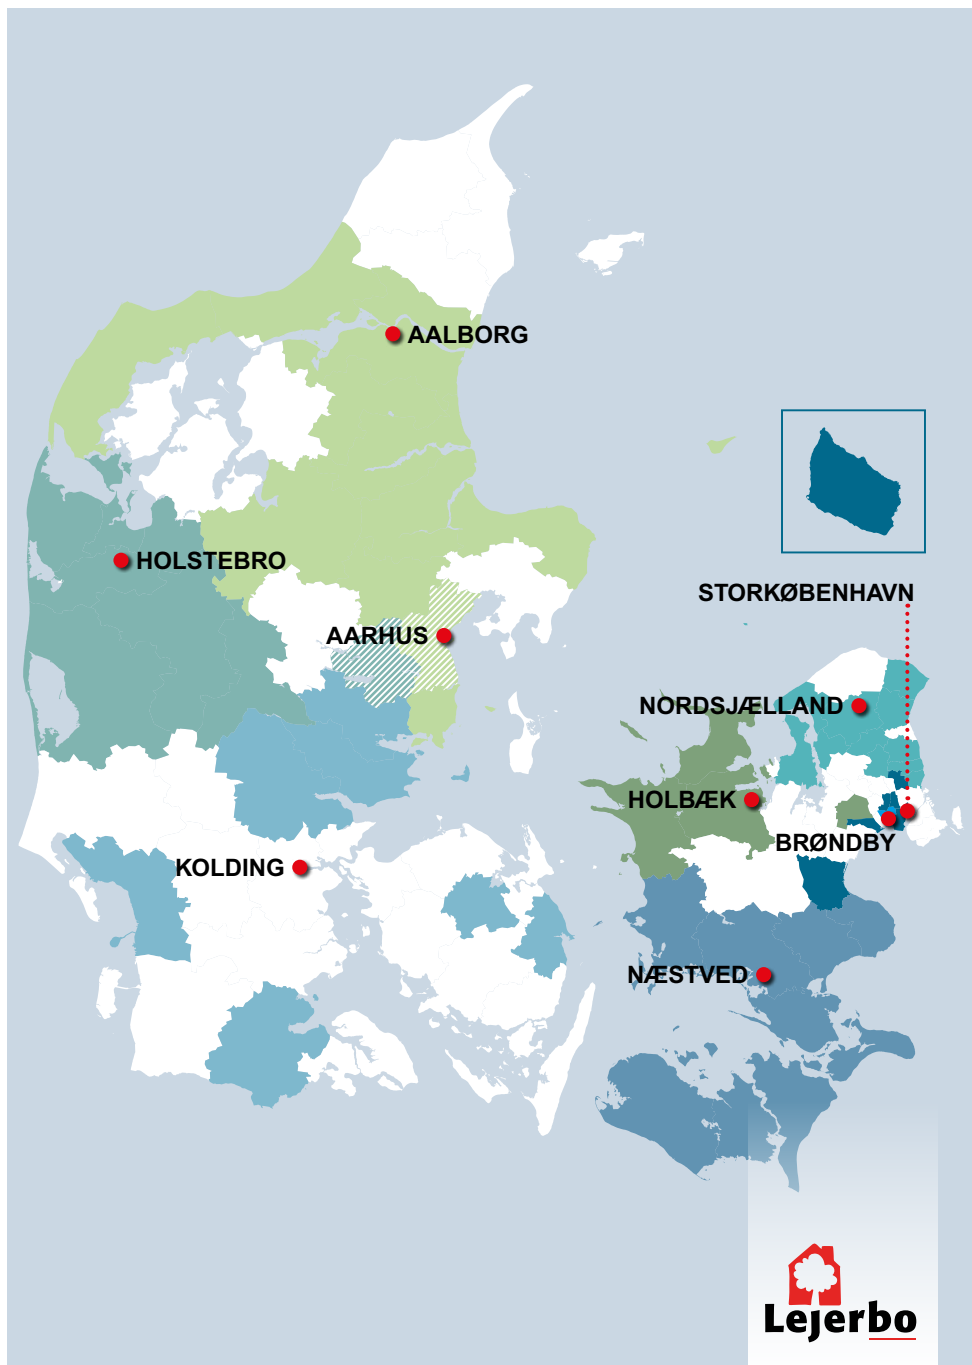 AALBORG
HOLSTEBRO
STORKØBENHAVN
AARHUS
NORDSJÆLLAND
HOLBÆK
BRØNDBY
KOLDING
NÆSTVED
Lejerbo